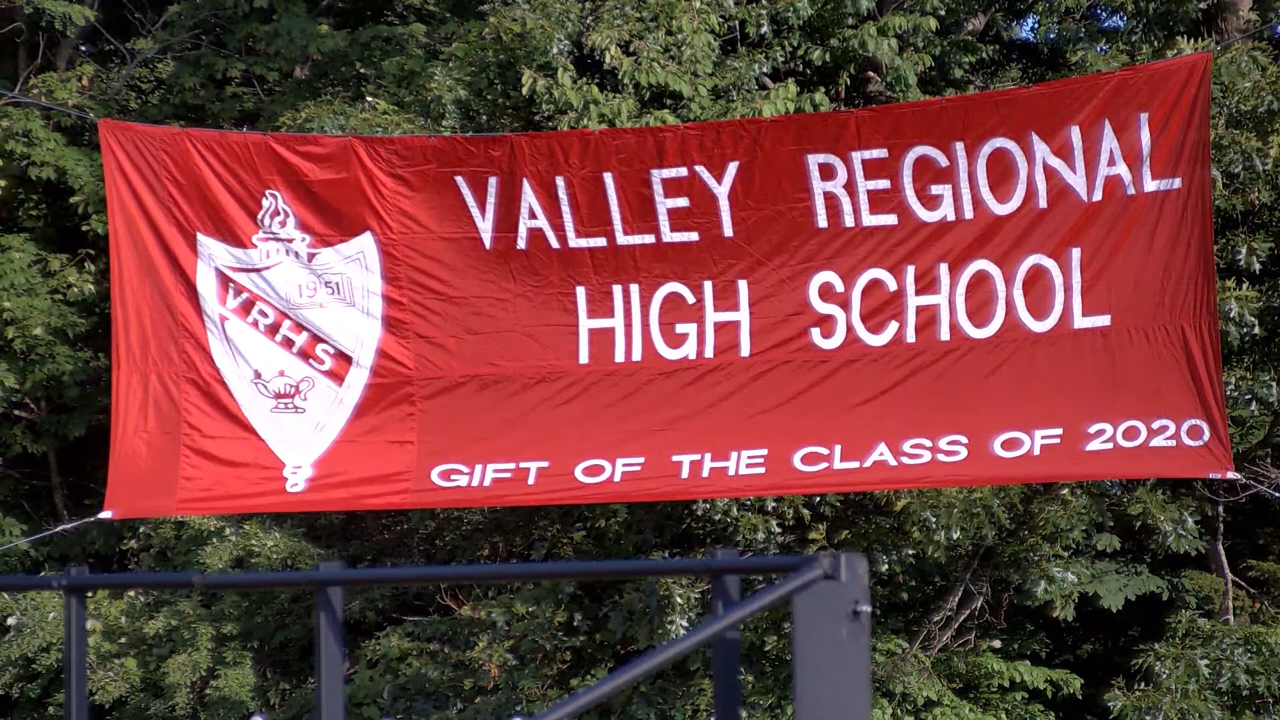 1951
VRHS
VALLEY REGIONAL
HIGH SCHOOL
GIFT OF THE CLASS OF 2020